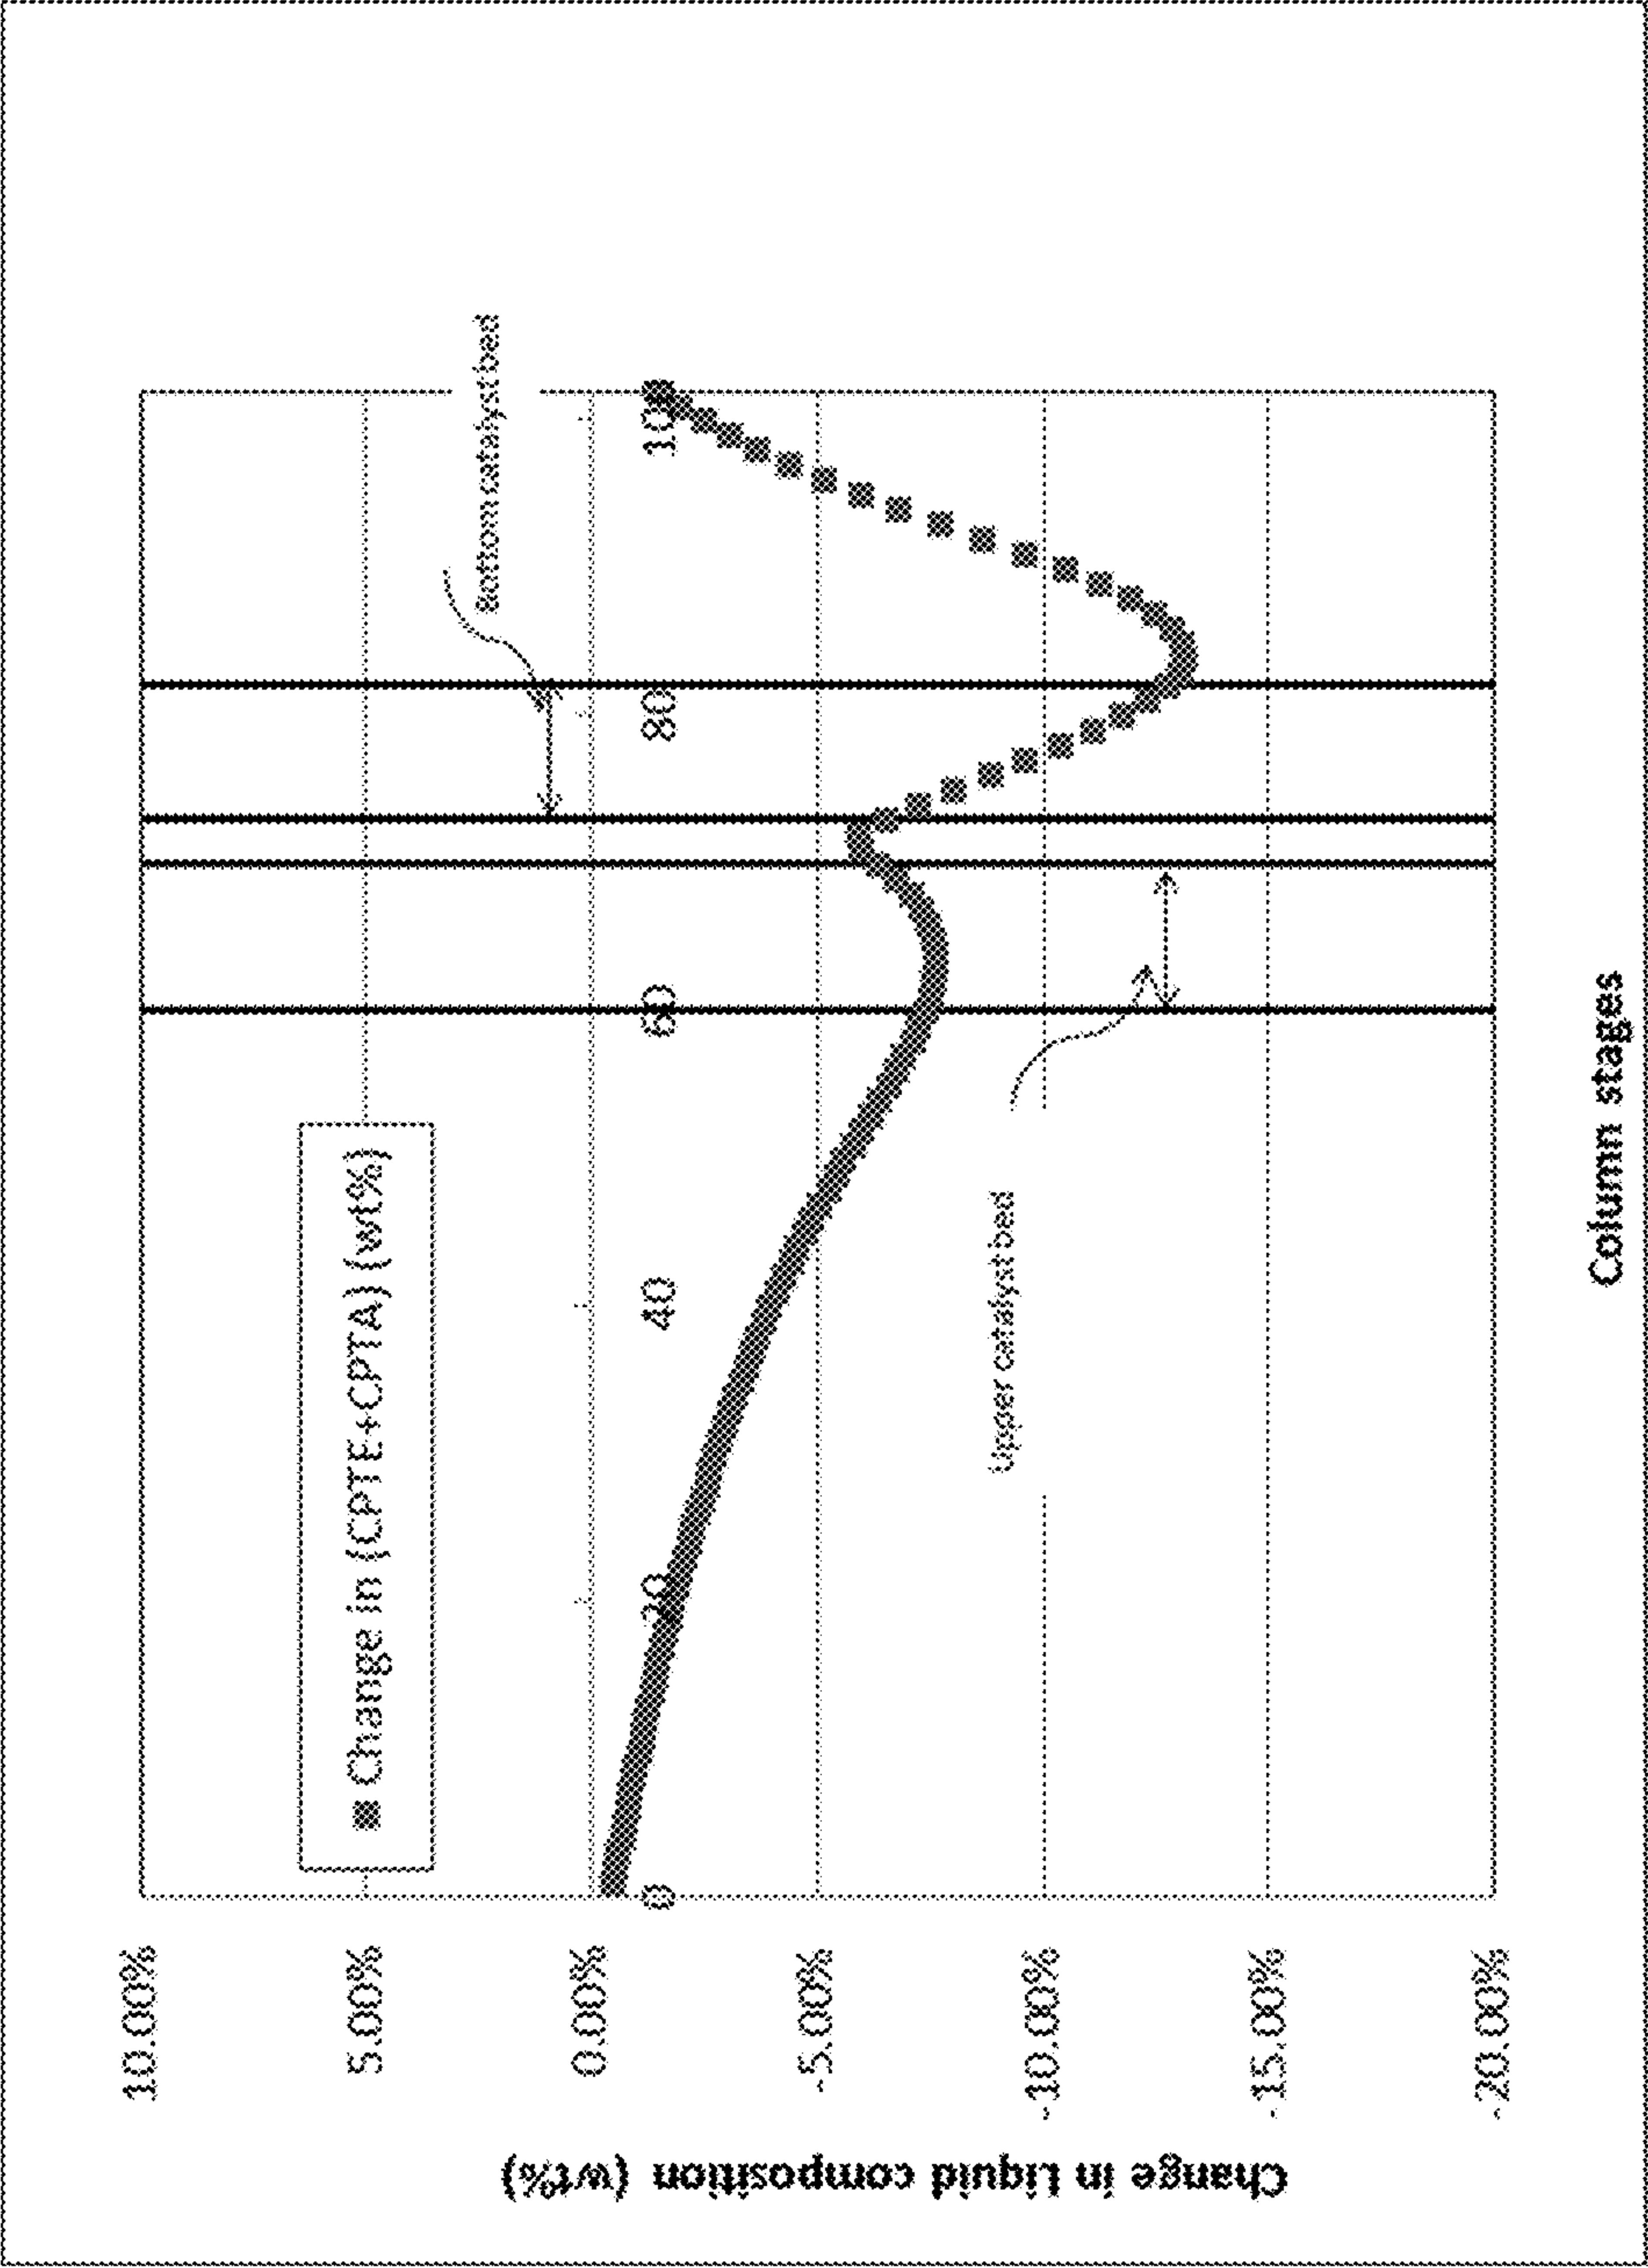 Change in Liquid composition (wt%)
10.00%
5.00%
0.00%
-5.00%
-10.00%
-15.00%
-20.00%
Change in (CPTE+CPTA) (wt%)
Bottom catalyst bed
0
20
40
60
80
10
Upper catalyst bed
Column stages